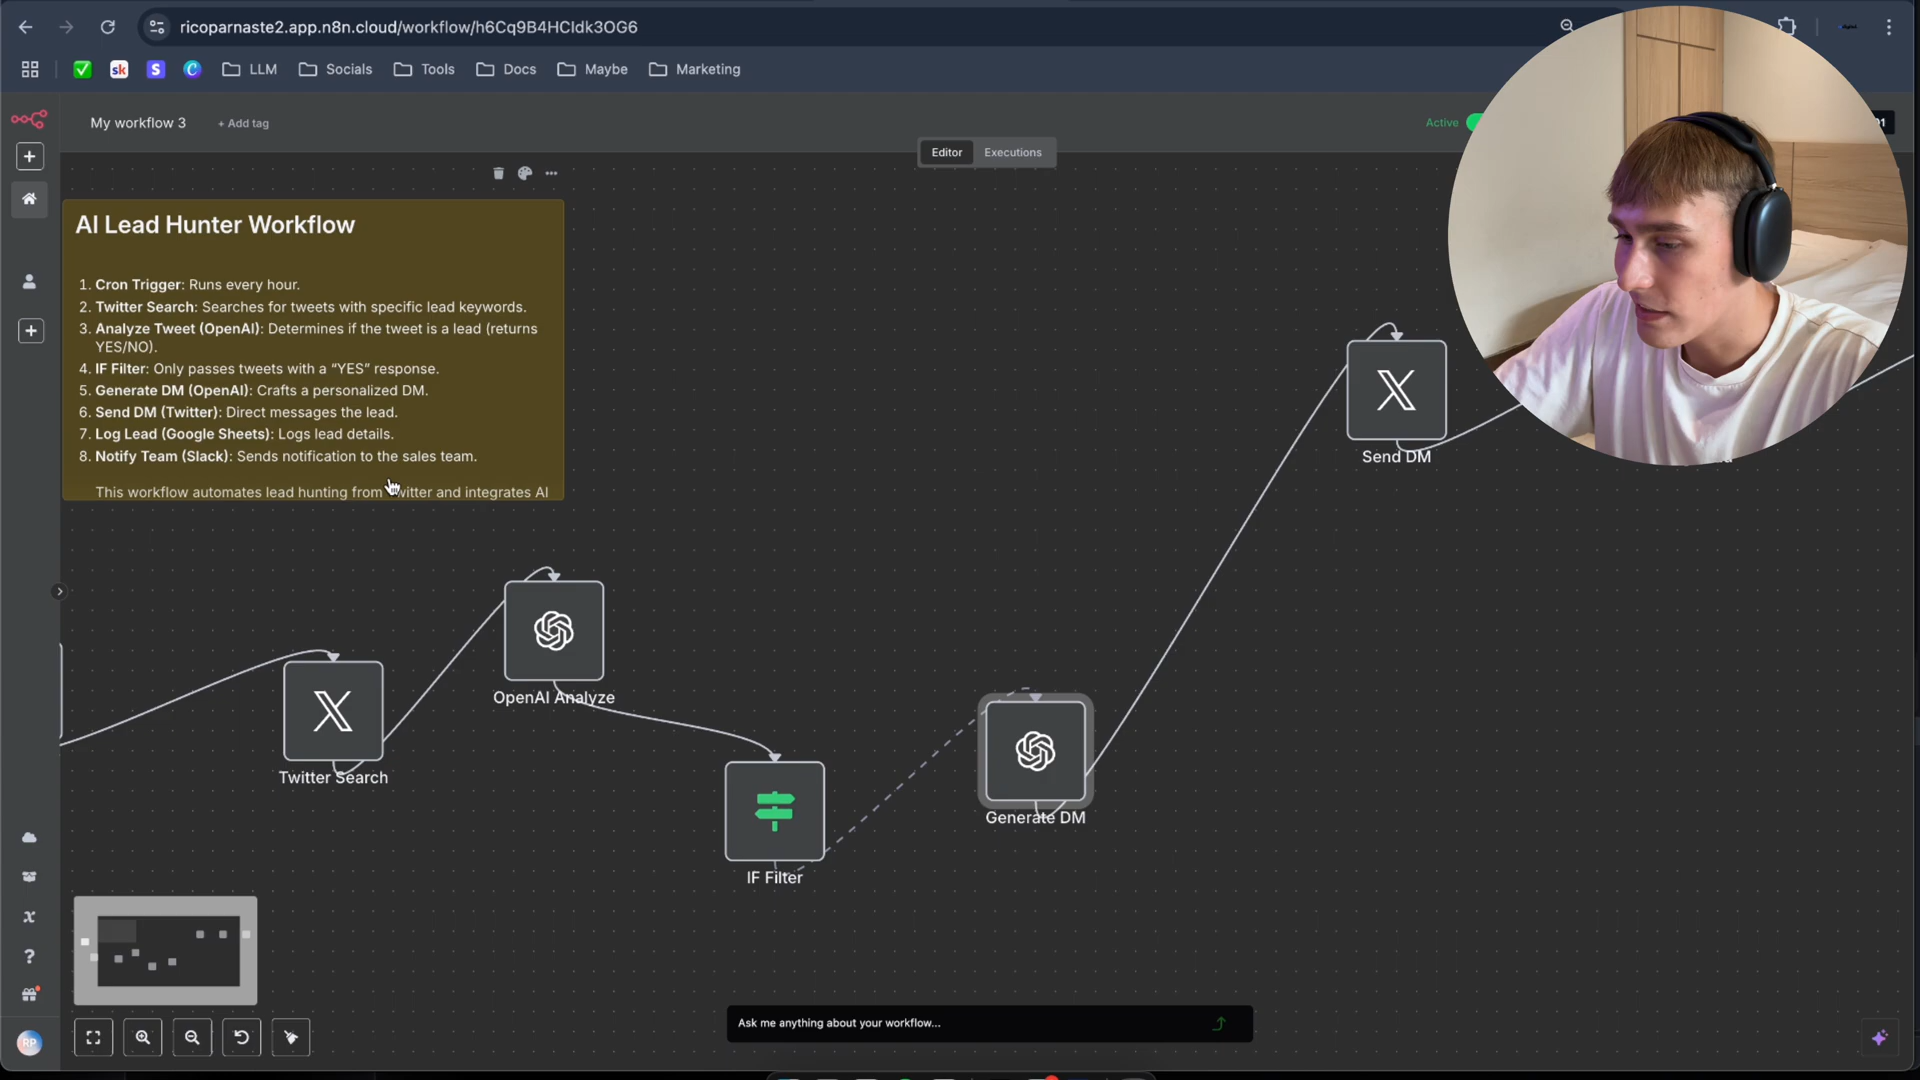 ricoparnaste2.app.n8n.cloud/workflow/h6Cq9B4HCIdk3OG6
sk
S
LLM
Socials
Tools
Docs
Maybe
Marketing
My workflow 3
+ Add tag
Active
Editor
Executions
AI Lead Hunter Workflow
1. Cron Trigger: Runs every hour.
2. Twitter Search: Searches for tweets with specific lead keywords.
3. Analyze Tweet (OpenAI): Determines if the tweet is a lead (returns
YES/NO).
4. IF Filter: Only passes tweets with a “YES” response.
5. Generate DM (OpenAI): Crafts a personalized DM.
6. Send DM (Twitter): Direct messages the lead.
7. Log Lead (Google Sheets): Logs lead details.
8. Notify Team (Slack): Sends notification to the sales team.
This workflow automates lead hunting from Twitter and integrates AI
Send DM
OpenAI Analyze
Twitter Search
Generate DM
IF Filter
Ask me anything about your workflow...
RP